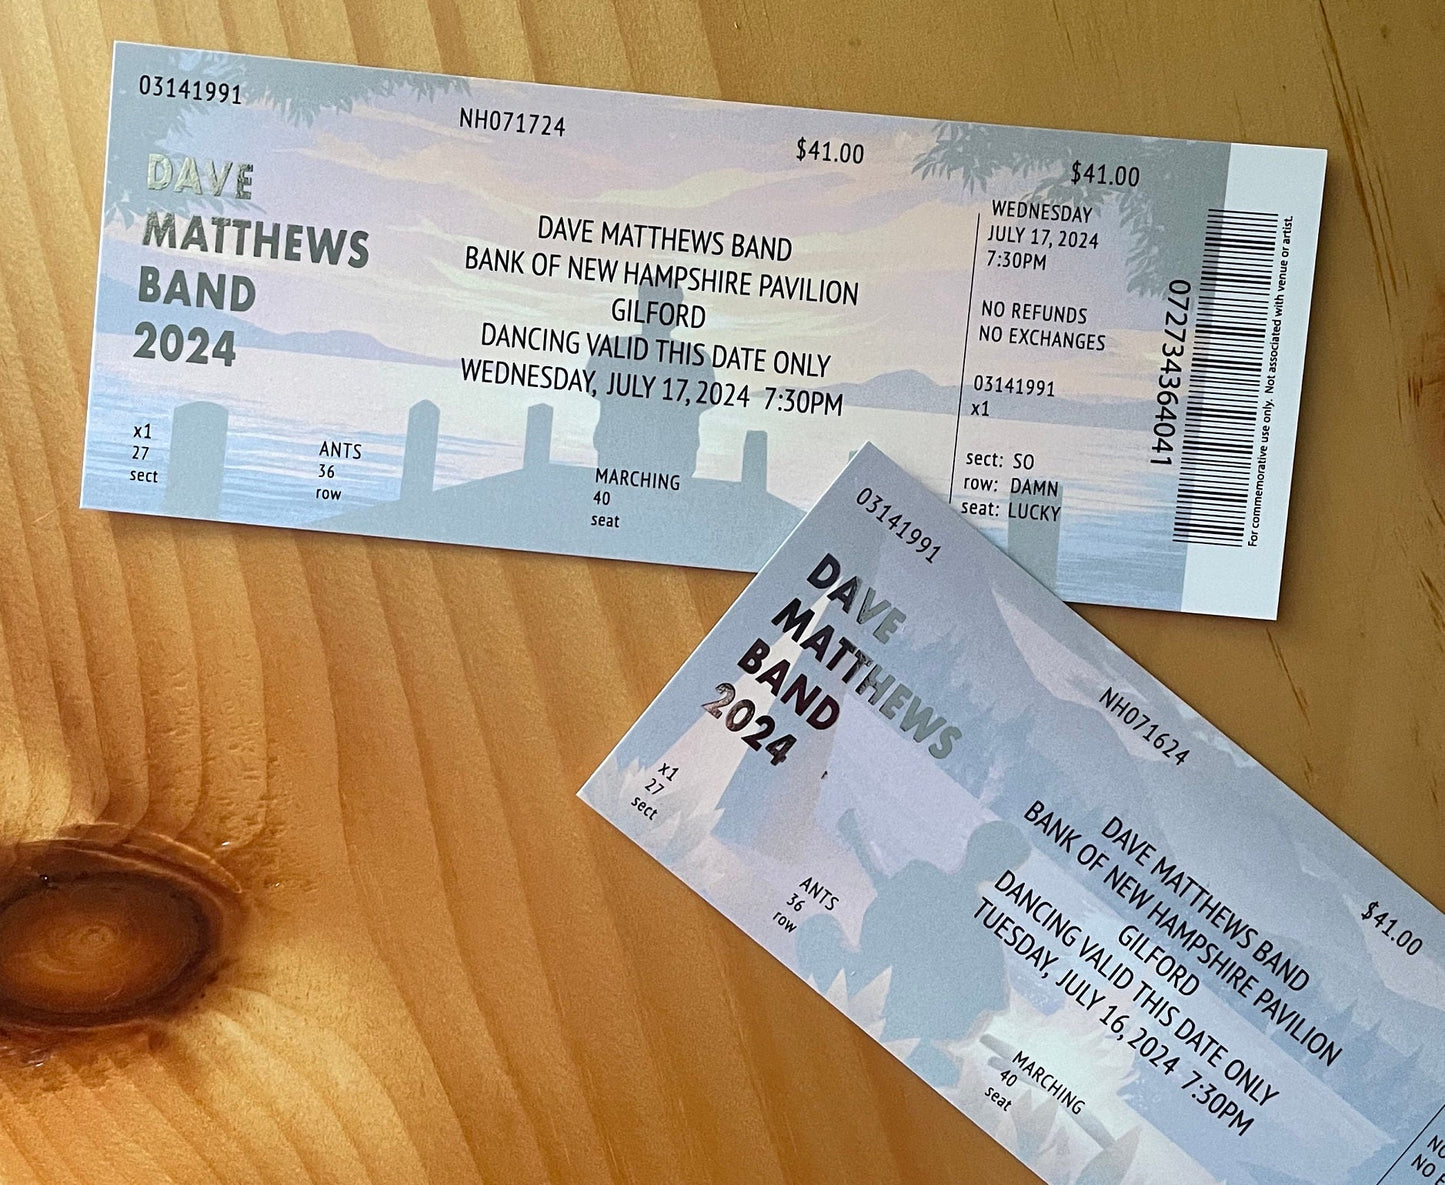 03141991
NH071724
$41.00
$41.00
DAVE
MATTHEWS
BAND
2024
DAVE MATTHEWS BAND
BANK OF NEW HAMPSHIRE PAVILION
GILFORD
DANCING VALID THIS DATE ONLY
WEDNESDAY, JULY 17, 2024 7:30PM
x1
27
sect
ANTS
36
row
MARCHING
40
seat
WEDNESDAY
JULY 17, 2024
7:30PM
NO REFUNDS
NO EXCHANGES
03141991
x1
sect: SO
row: DAMN
seat: LUCKY
072734364041
For commemorative use only. Not associated with venue or artist.
03141991
NH071624
$41.00
DAVE
MATTHEWS
BAND
2024
DAVE MATTHEWS BAND
BANK OF NEW HAMPSHIRE PAVILION
GILFORD
DANCING VALID THIS DATE ONLY
TUESDAY, JULY 16, 2024 7:30PM
x1
27
sect
ANTS
36
row
MARCHING
40
seat
NO
NO